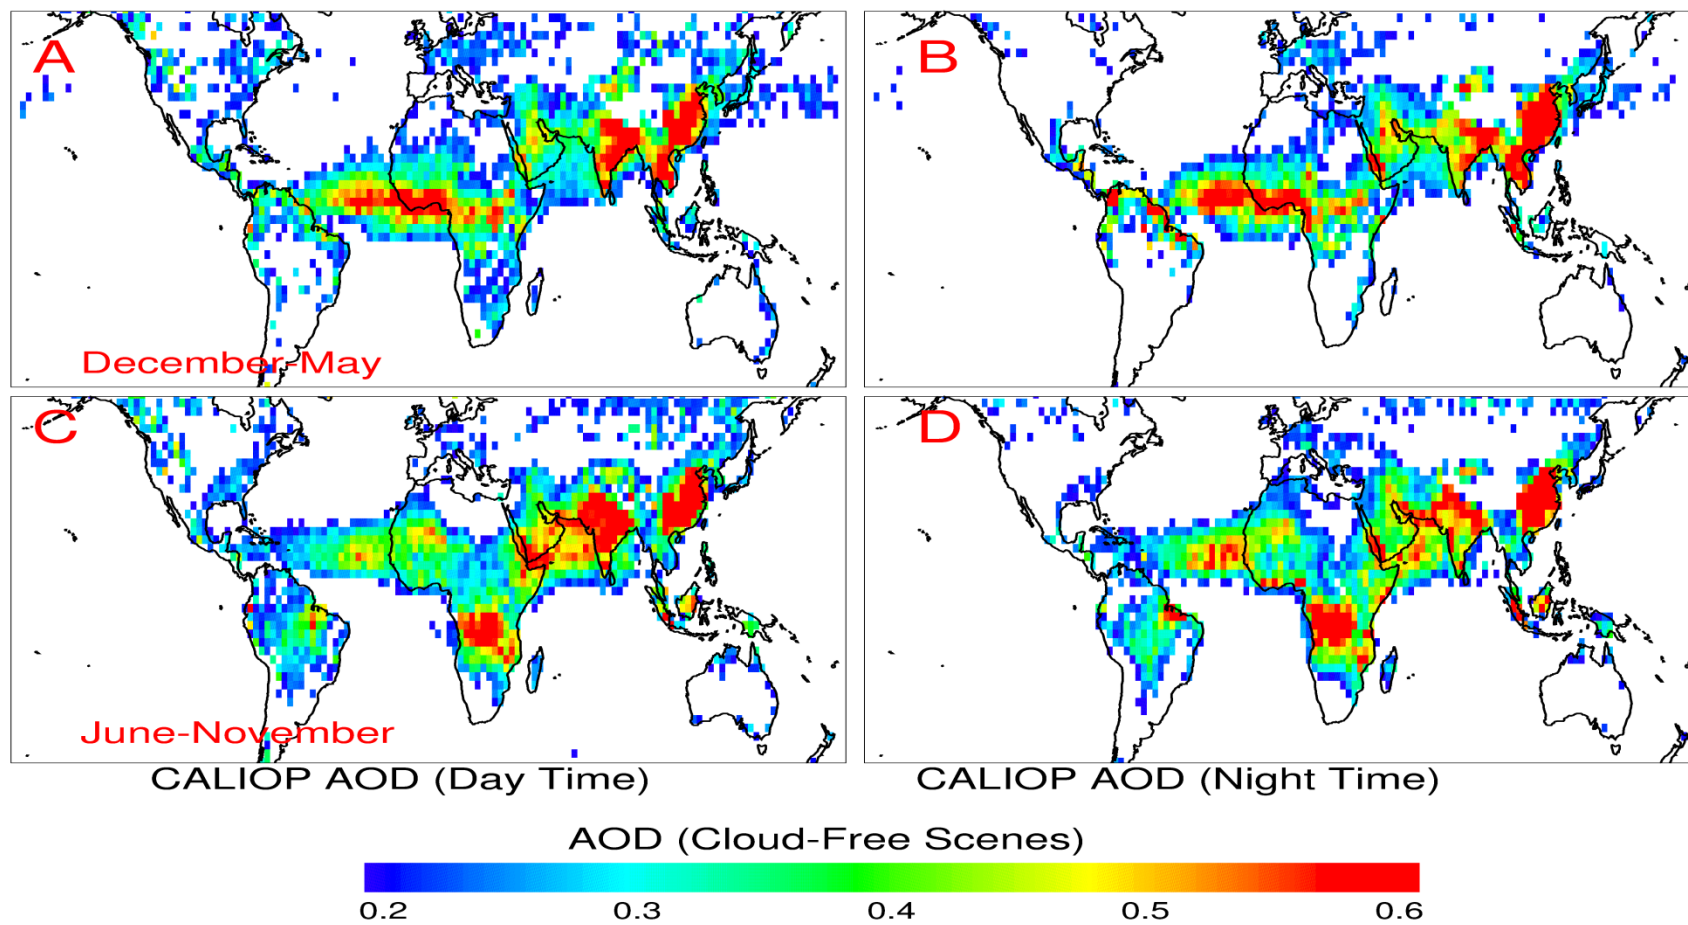 A
B
December-May
C
D
June-November
CALIOP AOD (Day Time)
CALIOP AOD (Night Time)
AOD (Cloud-Free Scenes)
0.2 0.3 0.4 0.5 0.6